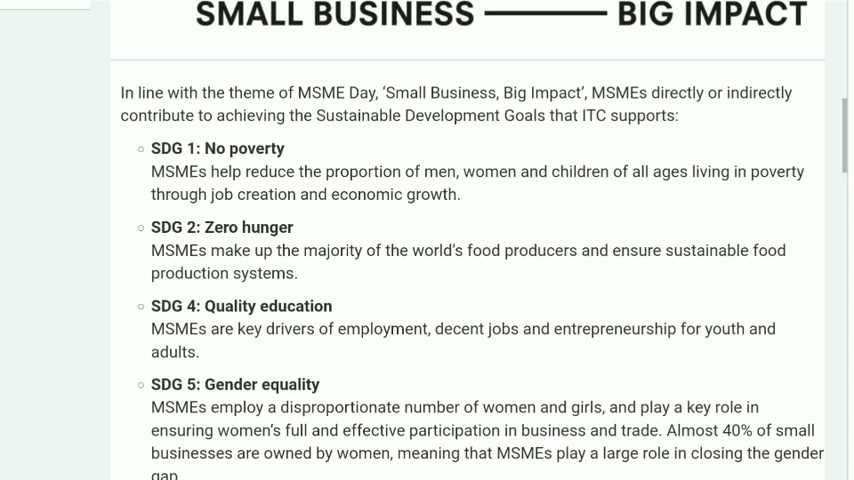 SMALL BUSINESS ——— BIG IMPACT
In line with the theme of MSME Day, ‘Small Business, Big Impact’, MSMEs directly or indirectly
contribute to achieving the Sustainable Development Goals that ITC supports:
○ SDG 1: No poverty
MSMEs help reduce the proportion of men, women and children of all ages living in poverty
through job creation and economic growth.
○ SDG 2: Zero hunger
MSMEs make up the majority of the world’s food producers and ensure sustainable food
production systems.
○ SDG 4: Quality education
MSMEs are key drivers of employment, decent jobs and entrepreneurship for youth and
adults.
○ SDG 5: Gender equality
MSMEs employ a disproportionate number of women and girls, and play a key role in
ensuring women’s full and effective participation in business and trade. Almost 40% of small
businesses are owned by women, meaning that MSMEs play a large role in closing the gender
gap.